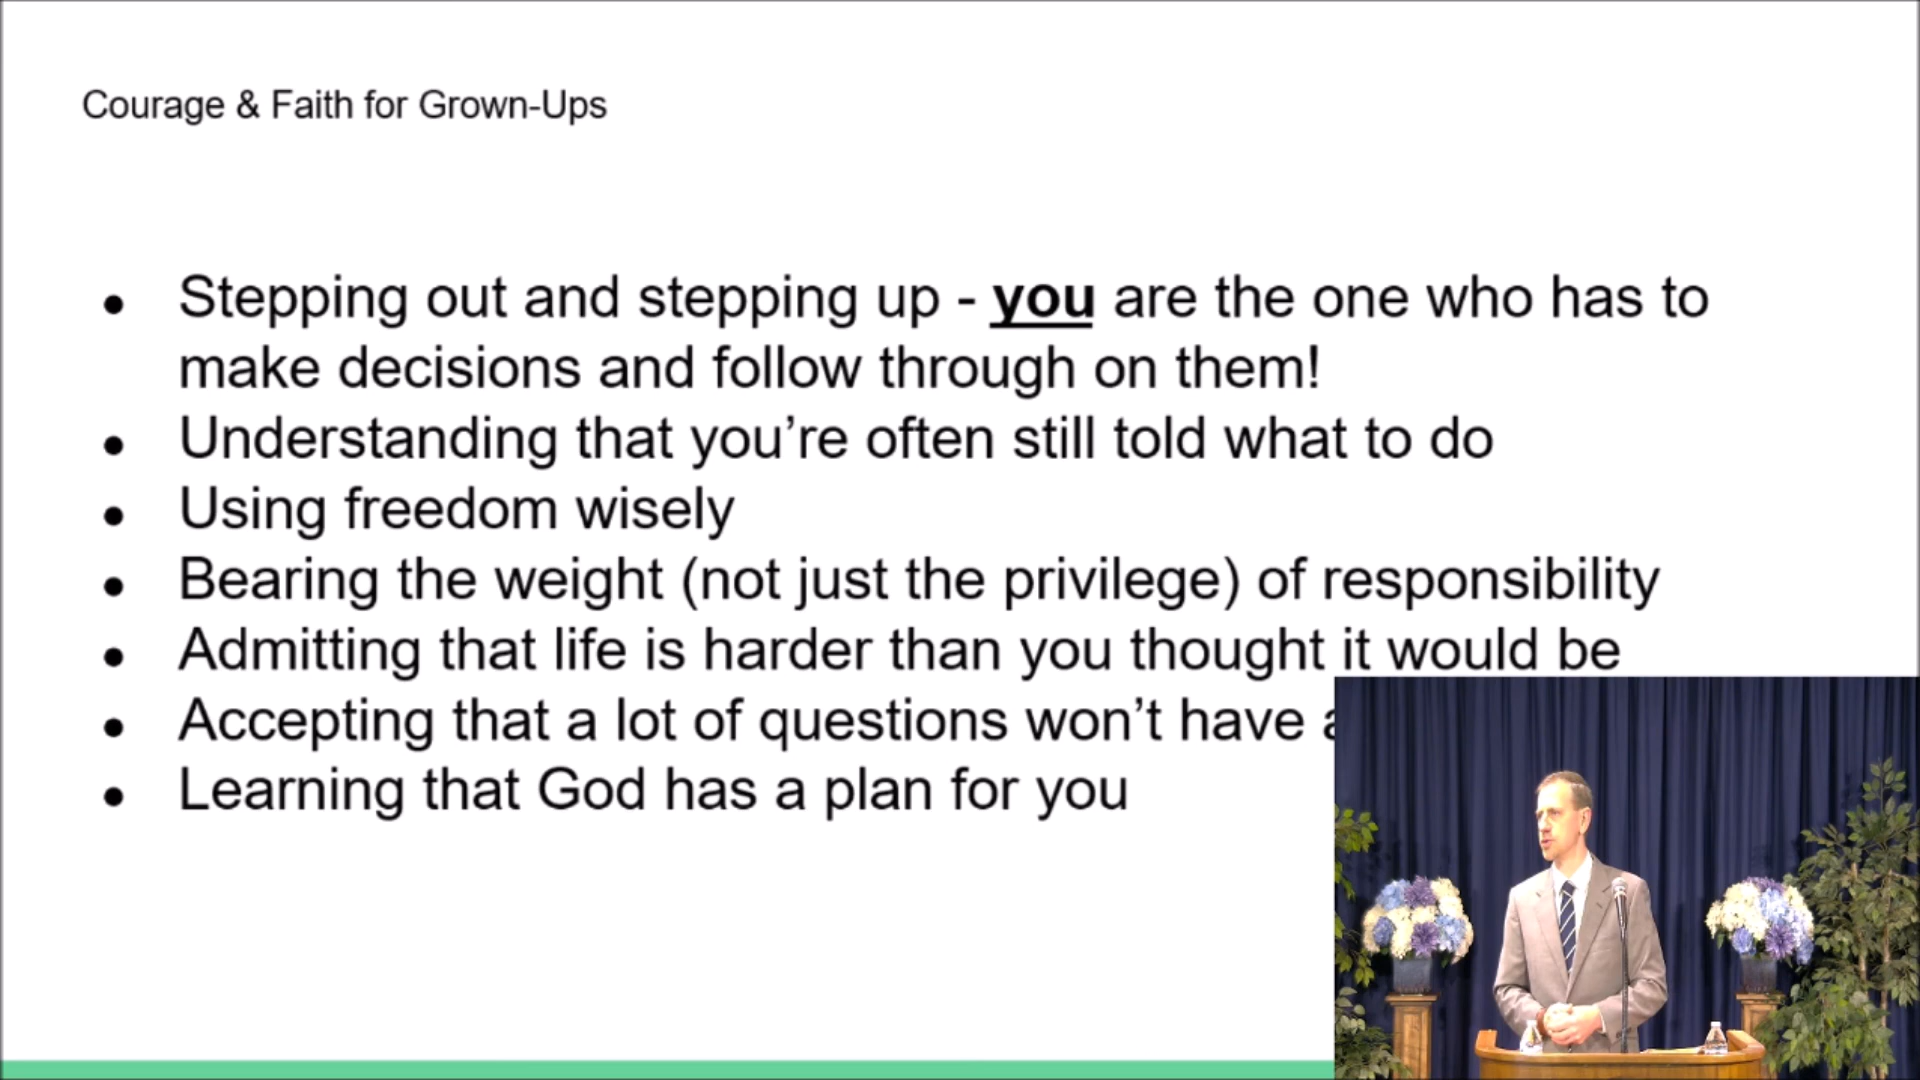 Courage & Faith for Grown-Ups
● Stepping out and stepping up - you are the one who has to
make decisions and follow through on them!
● Understanding that you’re often still told what to do
● Using freedom wisely
● Bearing the weight (not just the privilege) of responsibility
● Admitting that life is harder than you thought it would be
● Accepting that a lot of questions won’t have
● Learning that God has a plan for you